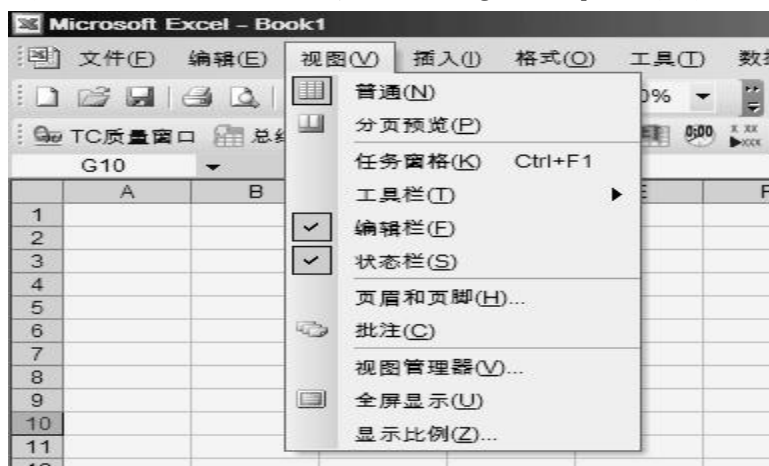 Microsoft Excel - Book1
文件(F) 编辑(E) 视图(V) 插入(I) 格式(O) 工具(T)
普通(N)
0%
分页预览(P)
TC质量窗口
任务窗格(K) Ctrl+F1
G10
工具栏(T)
A B E F
编辑栏(F)
状态栏(S)
页眉和页脚(H)...
批注(C)
视图管理器(V)...
全屏显示(U)
显示比例(Z)...
1
2
3
4
5
6
7
8
9
10
11